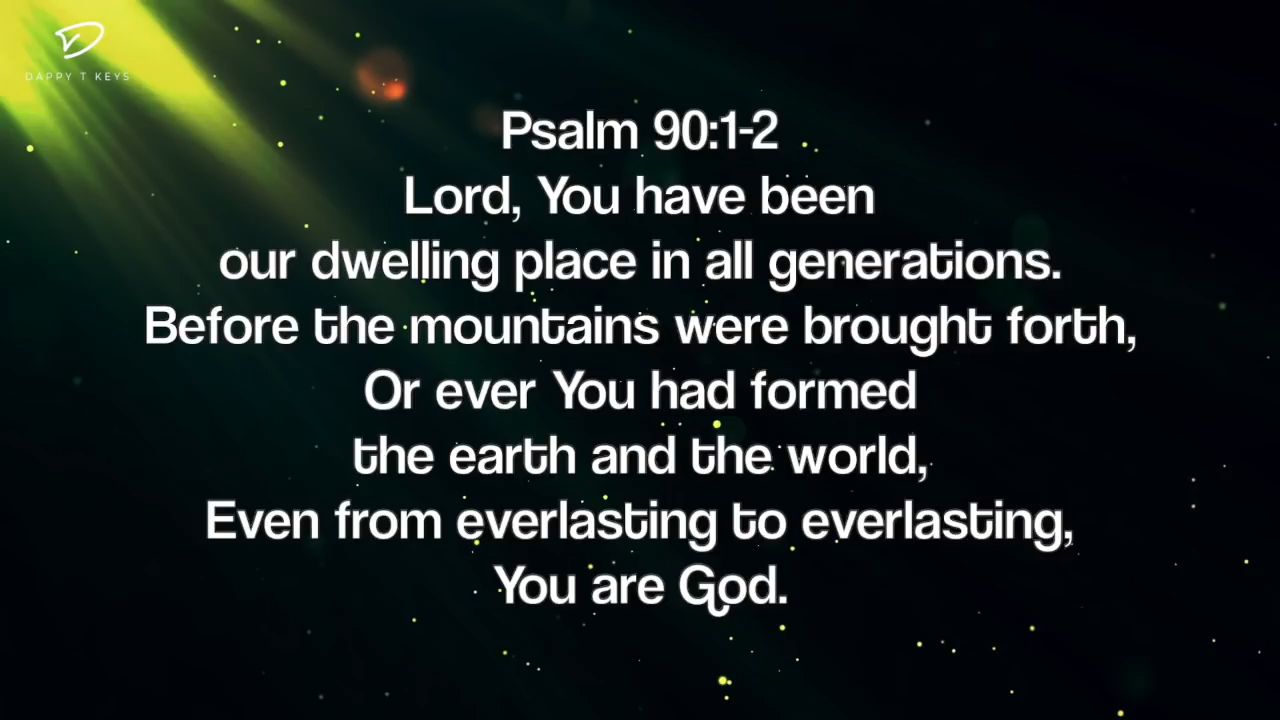 DAPPY T KEYS
Psalm 90:1-2
Lord, You have been
our dwelling place in all generations.
Before the mountains were brought forth,
Or ever You had formed
the earth and the world,
Even from everlasting to everlasting,
You are God.